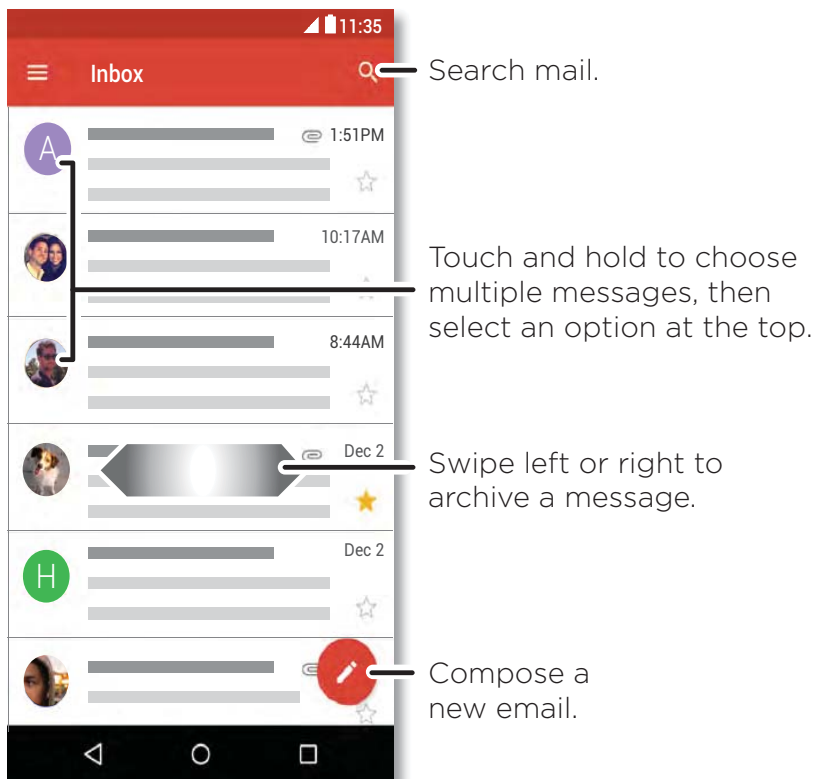 11:35
Inbox
Search mail.
A
1:51PM
10:17AM
Touch and hold to choose
multiple messages, then
select an option at the top.
8:44AM
Dec 2
Swipe left or right to
archive a message.
H
Dec 2
Compose a
new email.